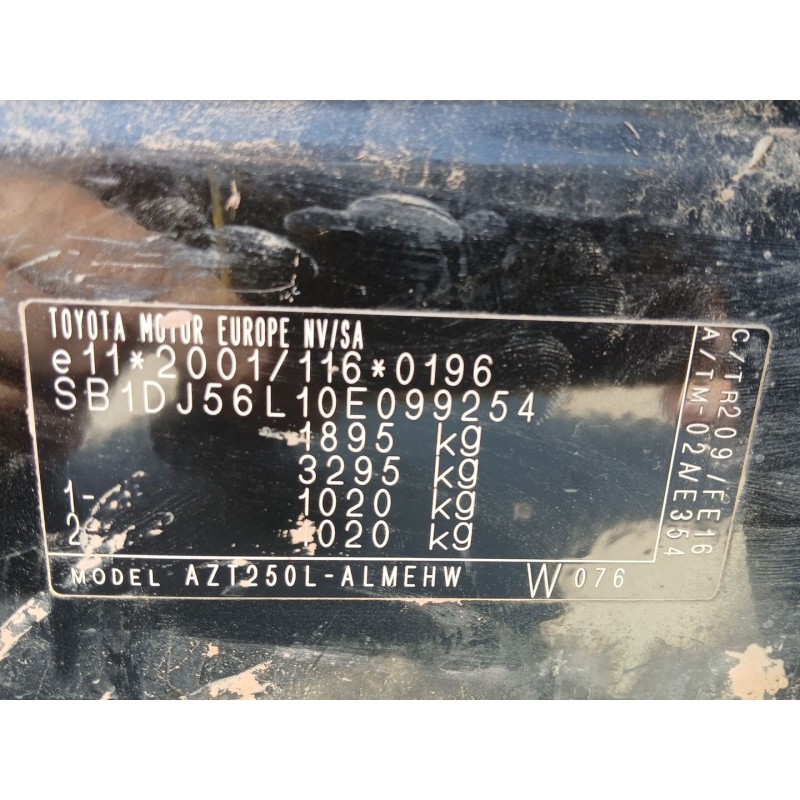 TOYOTA MOTOR EUROPE NV/SA
e11*2001/116*0196
SB1DJ56L10E099254
1895 kg
3295 kg
1- 1020 kg
2- 1020 kg
MODEL AZT250L-ALMEHW W076
C/TR209/FE16
A/TM-02A/E354